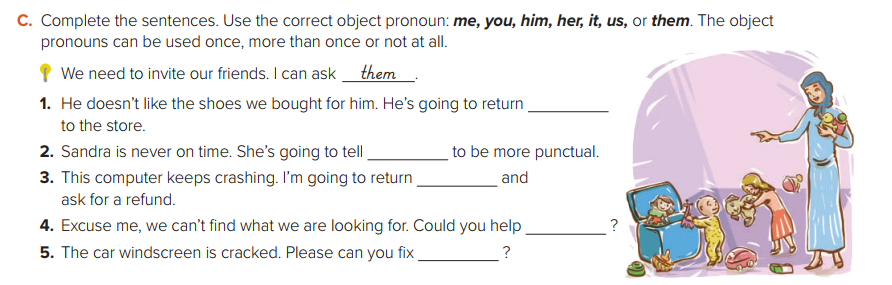 C. Complete the sentences. Use the correct object pronoun: me, you, him, her, it, us, or them. The object
pronouns can be used once, more than once or not at all.
We need to invite our friends. I can ask __them__.
1. He doesn't like the shoes we bought for him. He's going to return __________
to the store.
2. Sandra is never on time. She's going to tell __________ to be more punctual.
3. This computer keeps crashing. I'm going to return __________ and
ask for a refund.
4. Excuse me, we can't find what we are looking for. Could you help __________ ?
5. The car windscreen is cracked. Please can you fix __________ ?